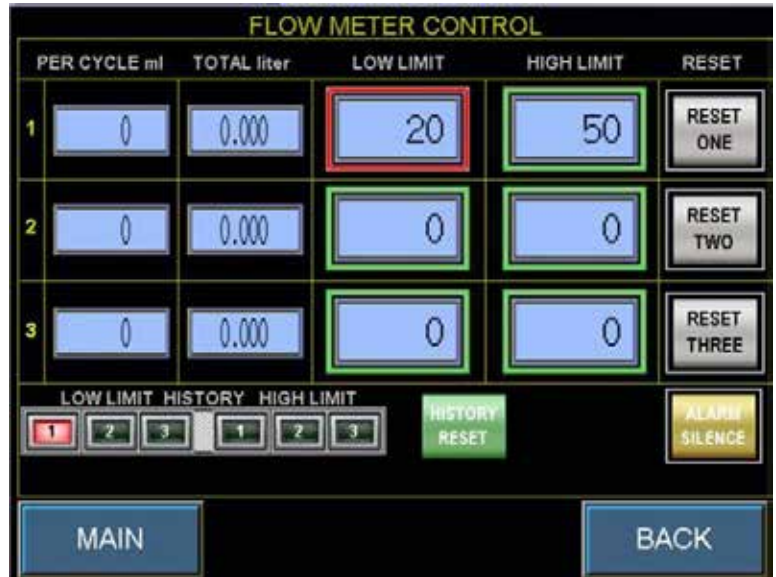 FLOW METER CONTROL
PER CYCLE ml TOTAL liter LOW LIMIT HIGH LIMIT RESET
1 0 0.000 20 50 RESET ONE
2 0 0.000 0 0 RESET TWO
3 0 0.000 0 0 RESET THREE
LOW LIMIT HISTORY HIGH LIMIT
1 2 3 1 2 3
HISTORY RESET
ALARM SILENCE
MAIN BACK